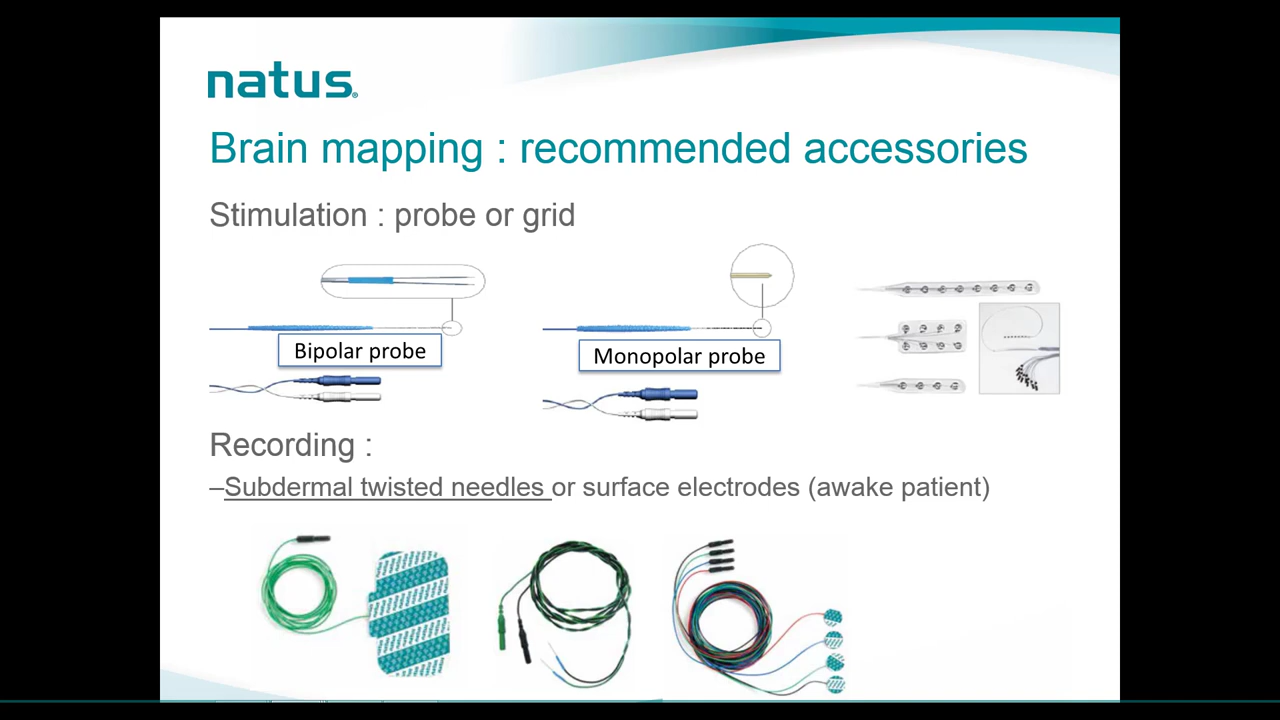 natus®
Brain mapping : recommended accessories
Stimulation : probe or grid
Bipolar probe
Monopolar probe
Recording :
–Subdermal twisted needles or surface electrodes (awake patient)